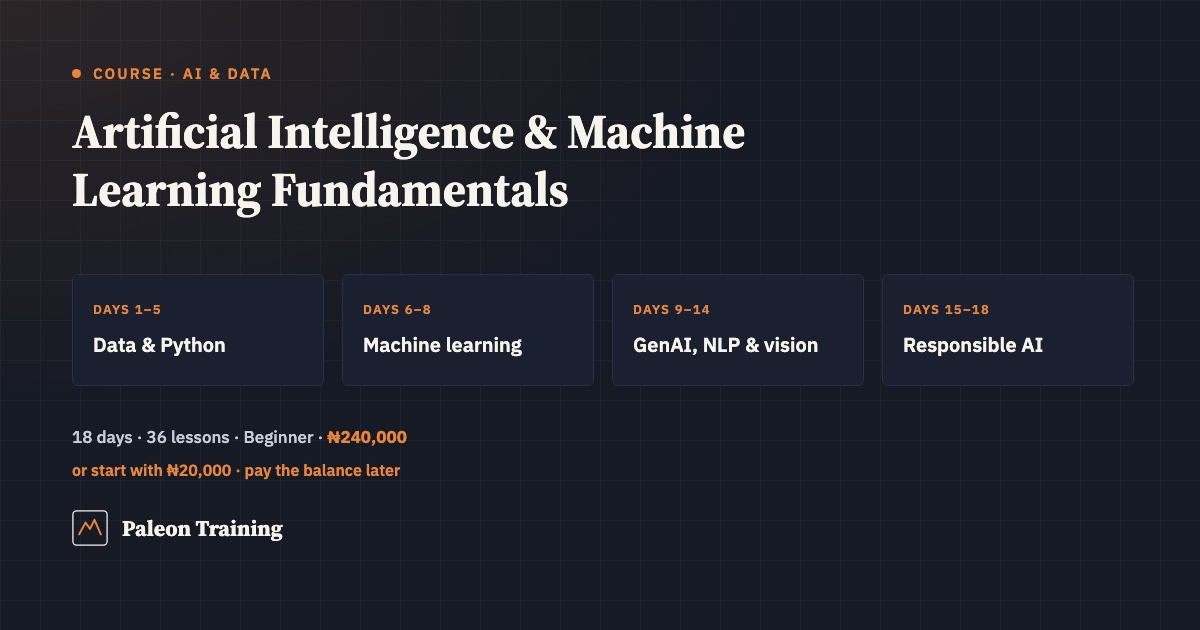 COURSE · AI & DATA
Artificial Intelligence & Machine
Learning Fundamentals
DAYS 1–5
Data & Python
DAYS 6–8
Machine learning
DAYS 9–14
GenAI, NLP & vision
DAYS 15–18
Responsible AI
18 days · 36 lessons · Beginner · ₦240,000
or start with ₦20,000 · pay the balance later
Paleon Training